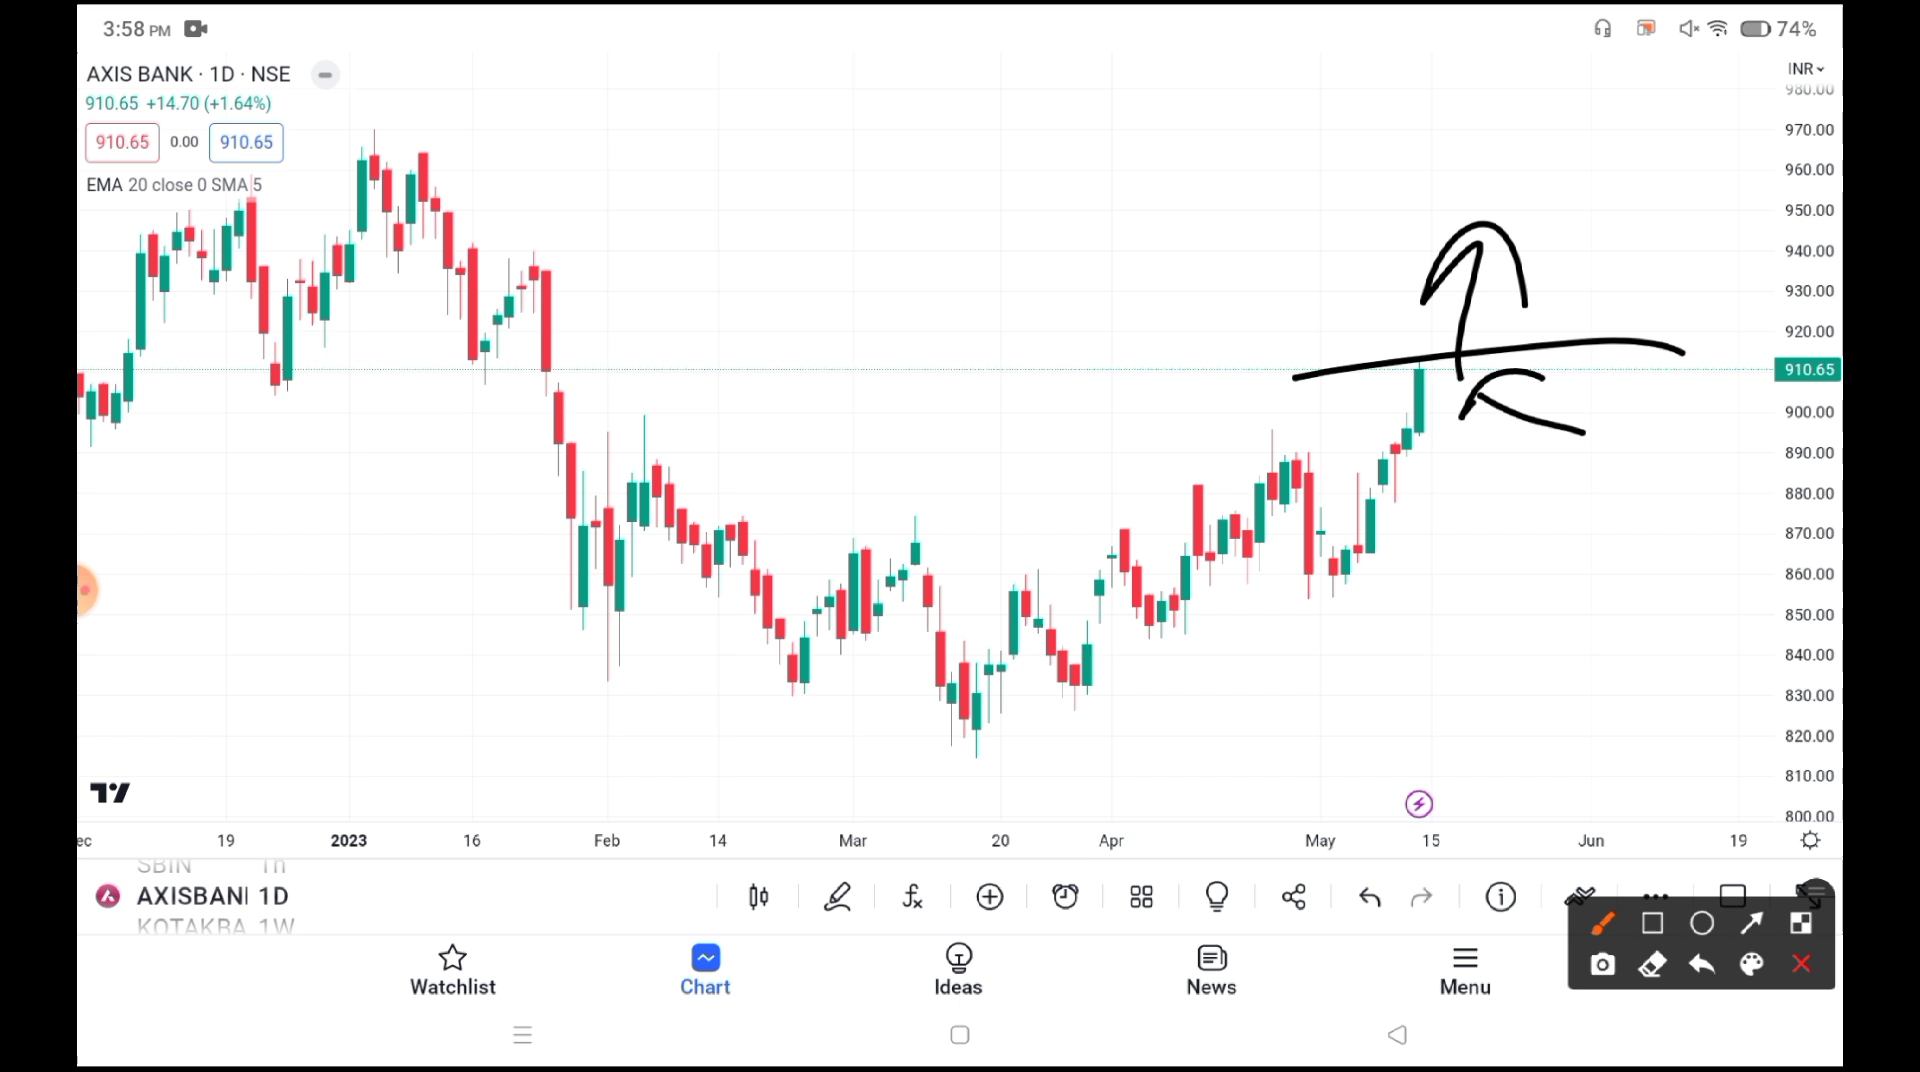 3:58 PM
74%
AXIS BANK · 1D · NSE
INR
980.00
910.65 +14.70 (+1.64%)
910.65 0.00 910.65
EMA 20 close 0 SMA 5
970.00
960.00
950.00
940.00
930.00
920.00
910.65
900.00
890.00
880.00
870.00
860.00
850.00
840.00
830.00
820.00
810.00
800.00
ec 19 2023 16 Feb 14 Mar 20 Apr May 15 Jun 19
SBIN 1h
AXISBANI 1D
KOTAKBA 1W
Watchlist Chart Ideas News Menu